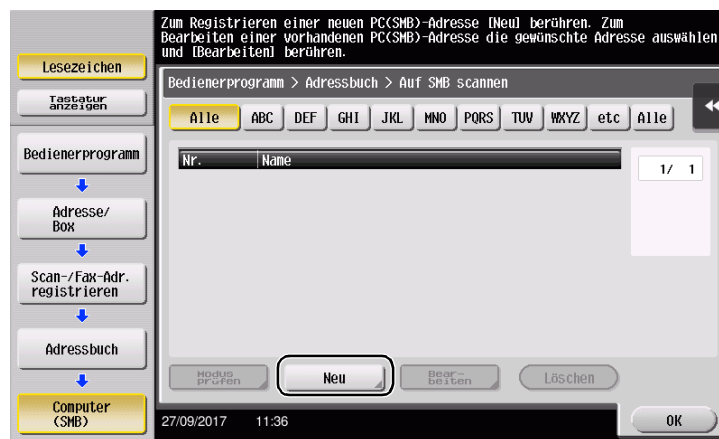 Zum Registrieren einer neuen PC(SMB)-Adresse [Neu] berühren. Zum
Bearbeiten einer vorhandenen PC(SMB)-Adresse die gewünschte Adresse auswählen
und [Bearbeiten] berühren.
Lesezeichen
Tastatur
anzeigen
Bedienerprogramm
Adresse/
Box
Scan-/Fax-Adr.
registrieren
Adressbuch
Computer
(SMB)
Bedienerprogramm > Adressbuch > Auf SMB scannen
Alle ABC DEF GHI JKL MNO PQRS TUV WXYZ etc Alle
Nr. Name
1/ 1
Modus
prüfen
Neu
Bear-
beiten
Löschen
27/09/2017 11:36
OK